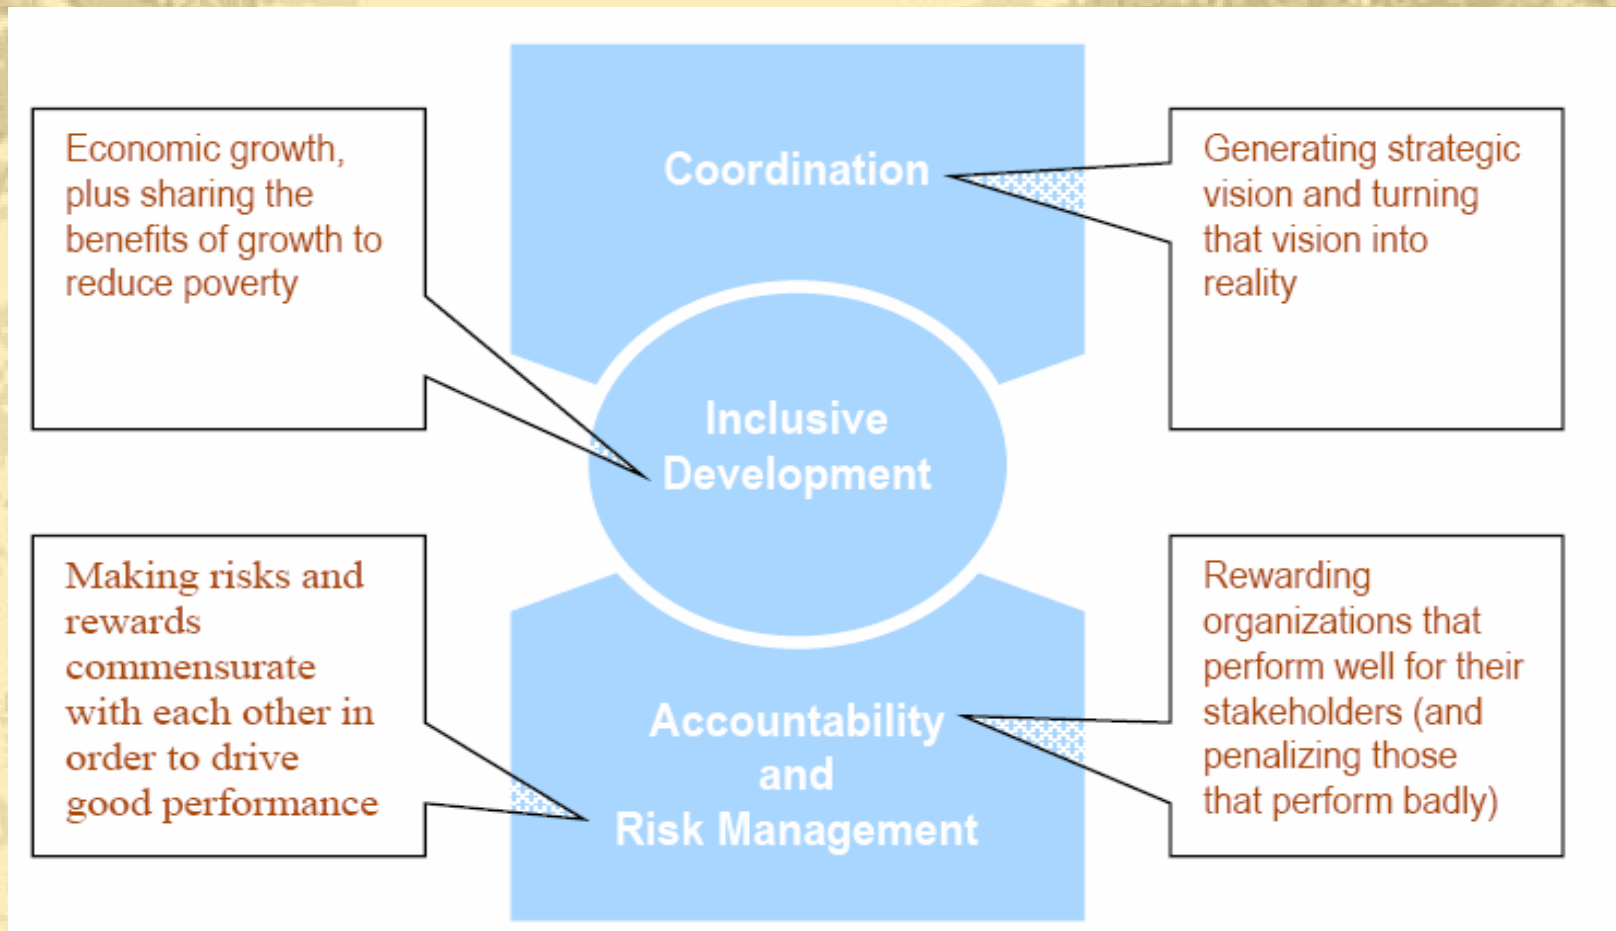 Economic growth,
plus sharing the
benefits of growth to
reduce poverty
Coordination
Generating strategic
vision and turning
that vision into
reality
Inclusive
Development
Making risks and
rewards
commensurate
with each other in
order to drive
good performance
Accountability
and
Risk Management
Rewarding
organizations that
perform well for their
stakeholders (and
penalizing those
that perform badly)